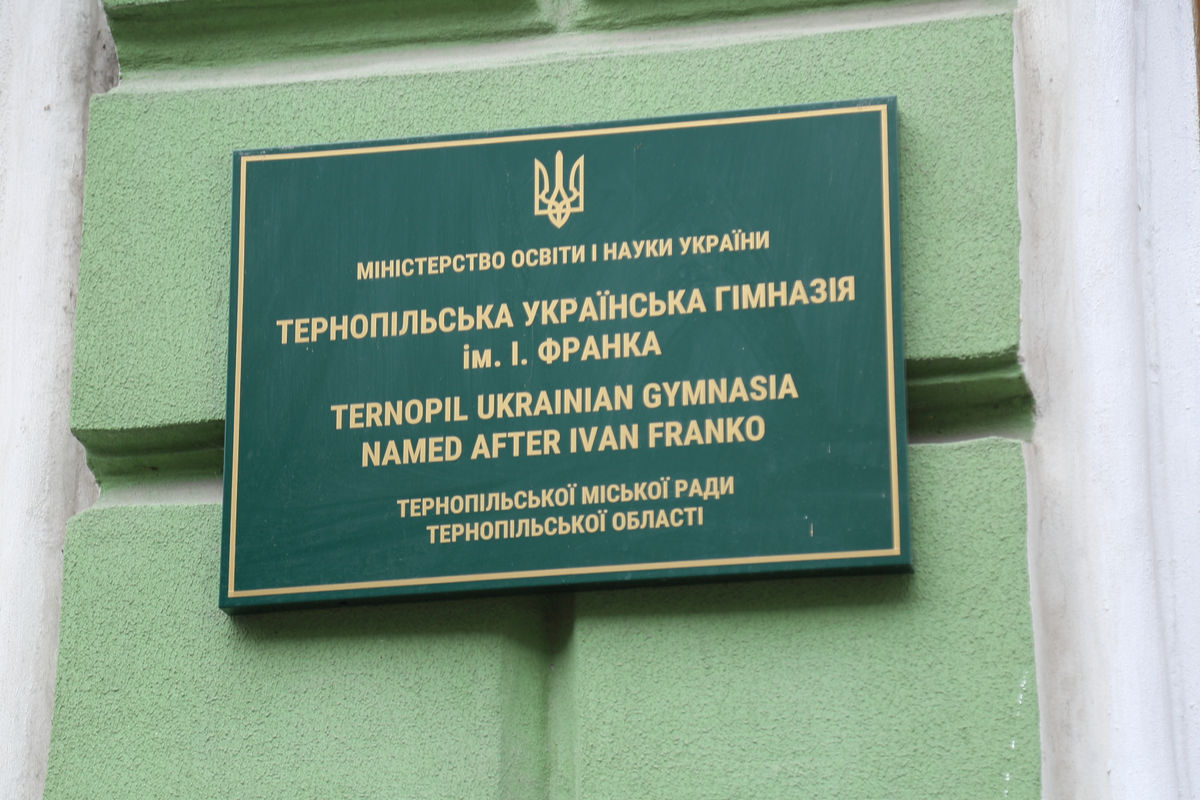 МІНІСТЕРСТВО ОСВІТИ І НАУКИ УКРАЇНИ
ТЕРНОПІЛЬСЬКА УКРАЇНСЬКА ГІМНАЗІЯ
ім. І. ФРАНКА
TERNOPIL UKRAINIAN GYMNASIA
NAMED AFTER IVAN FRANKO
ТЕРНОПІЛЬСЬКОЇ МІСЬКОЇ РАДИ
ТЕРНОПІЛЬСЬКОЇ ОБЛАСТІ